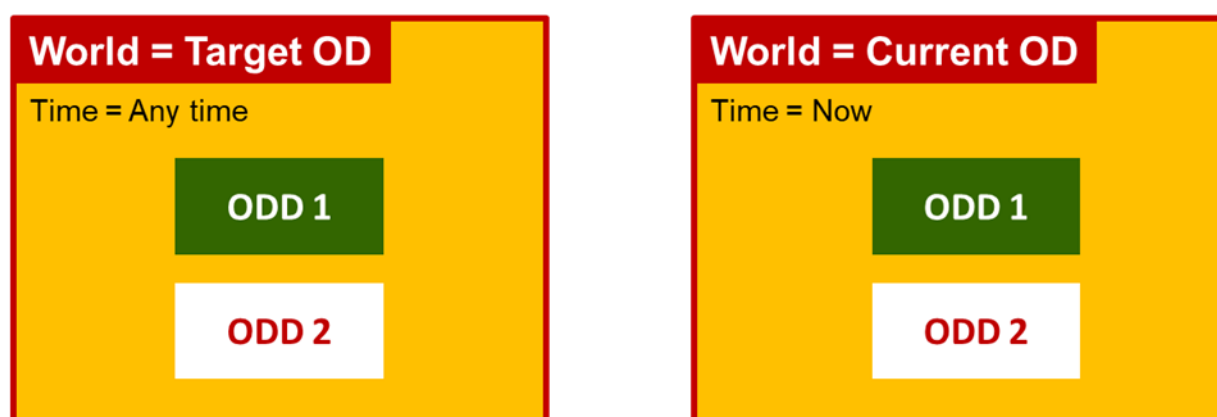 World = Target OD
Time = Any time
ODD 1
ODD 2
World = Current OD
Time = Now
ODD 1
ODD 2